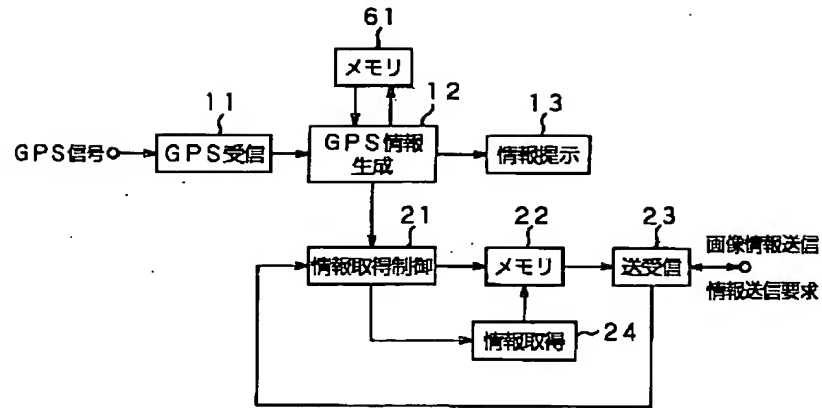 61
メモリ
11
12
13
GPS信号
GPS受信
GPS情報
生成
情報提示
21
22
23
情報取得制御
メモリ
送受信
画像情報送信
情報送信要求
情報取得
24